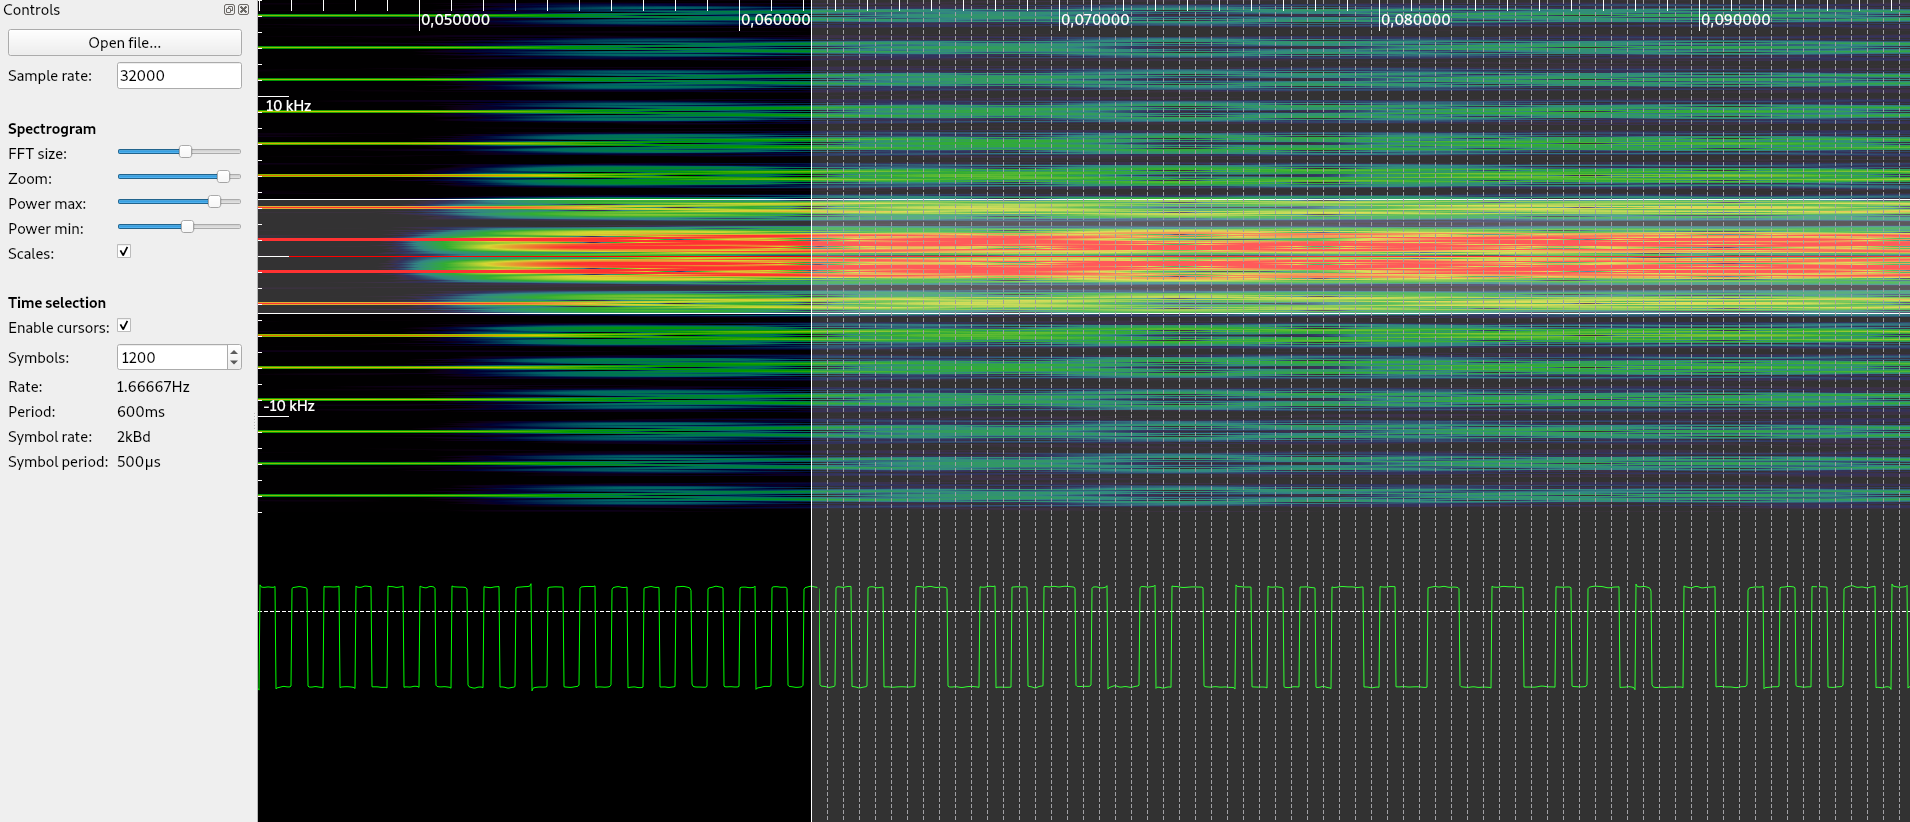 Controls
Open file...
Sample rate: 32000
Spectrogram
FFT size:
Zoom:
Power max:
Power min:
Scales:
Time selection
Enable cursors:
Symbols: 1200
Rate: 1.66667Hz
Period: 600ms
Symbol rate: 2kBd
Symbol period: 500µs
0,050000 0,060000 0,070000 0,080000 0,090000
10 kHz
-10 kHz